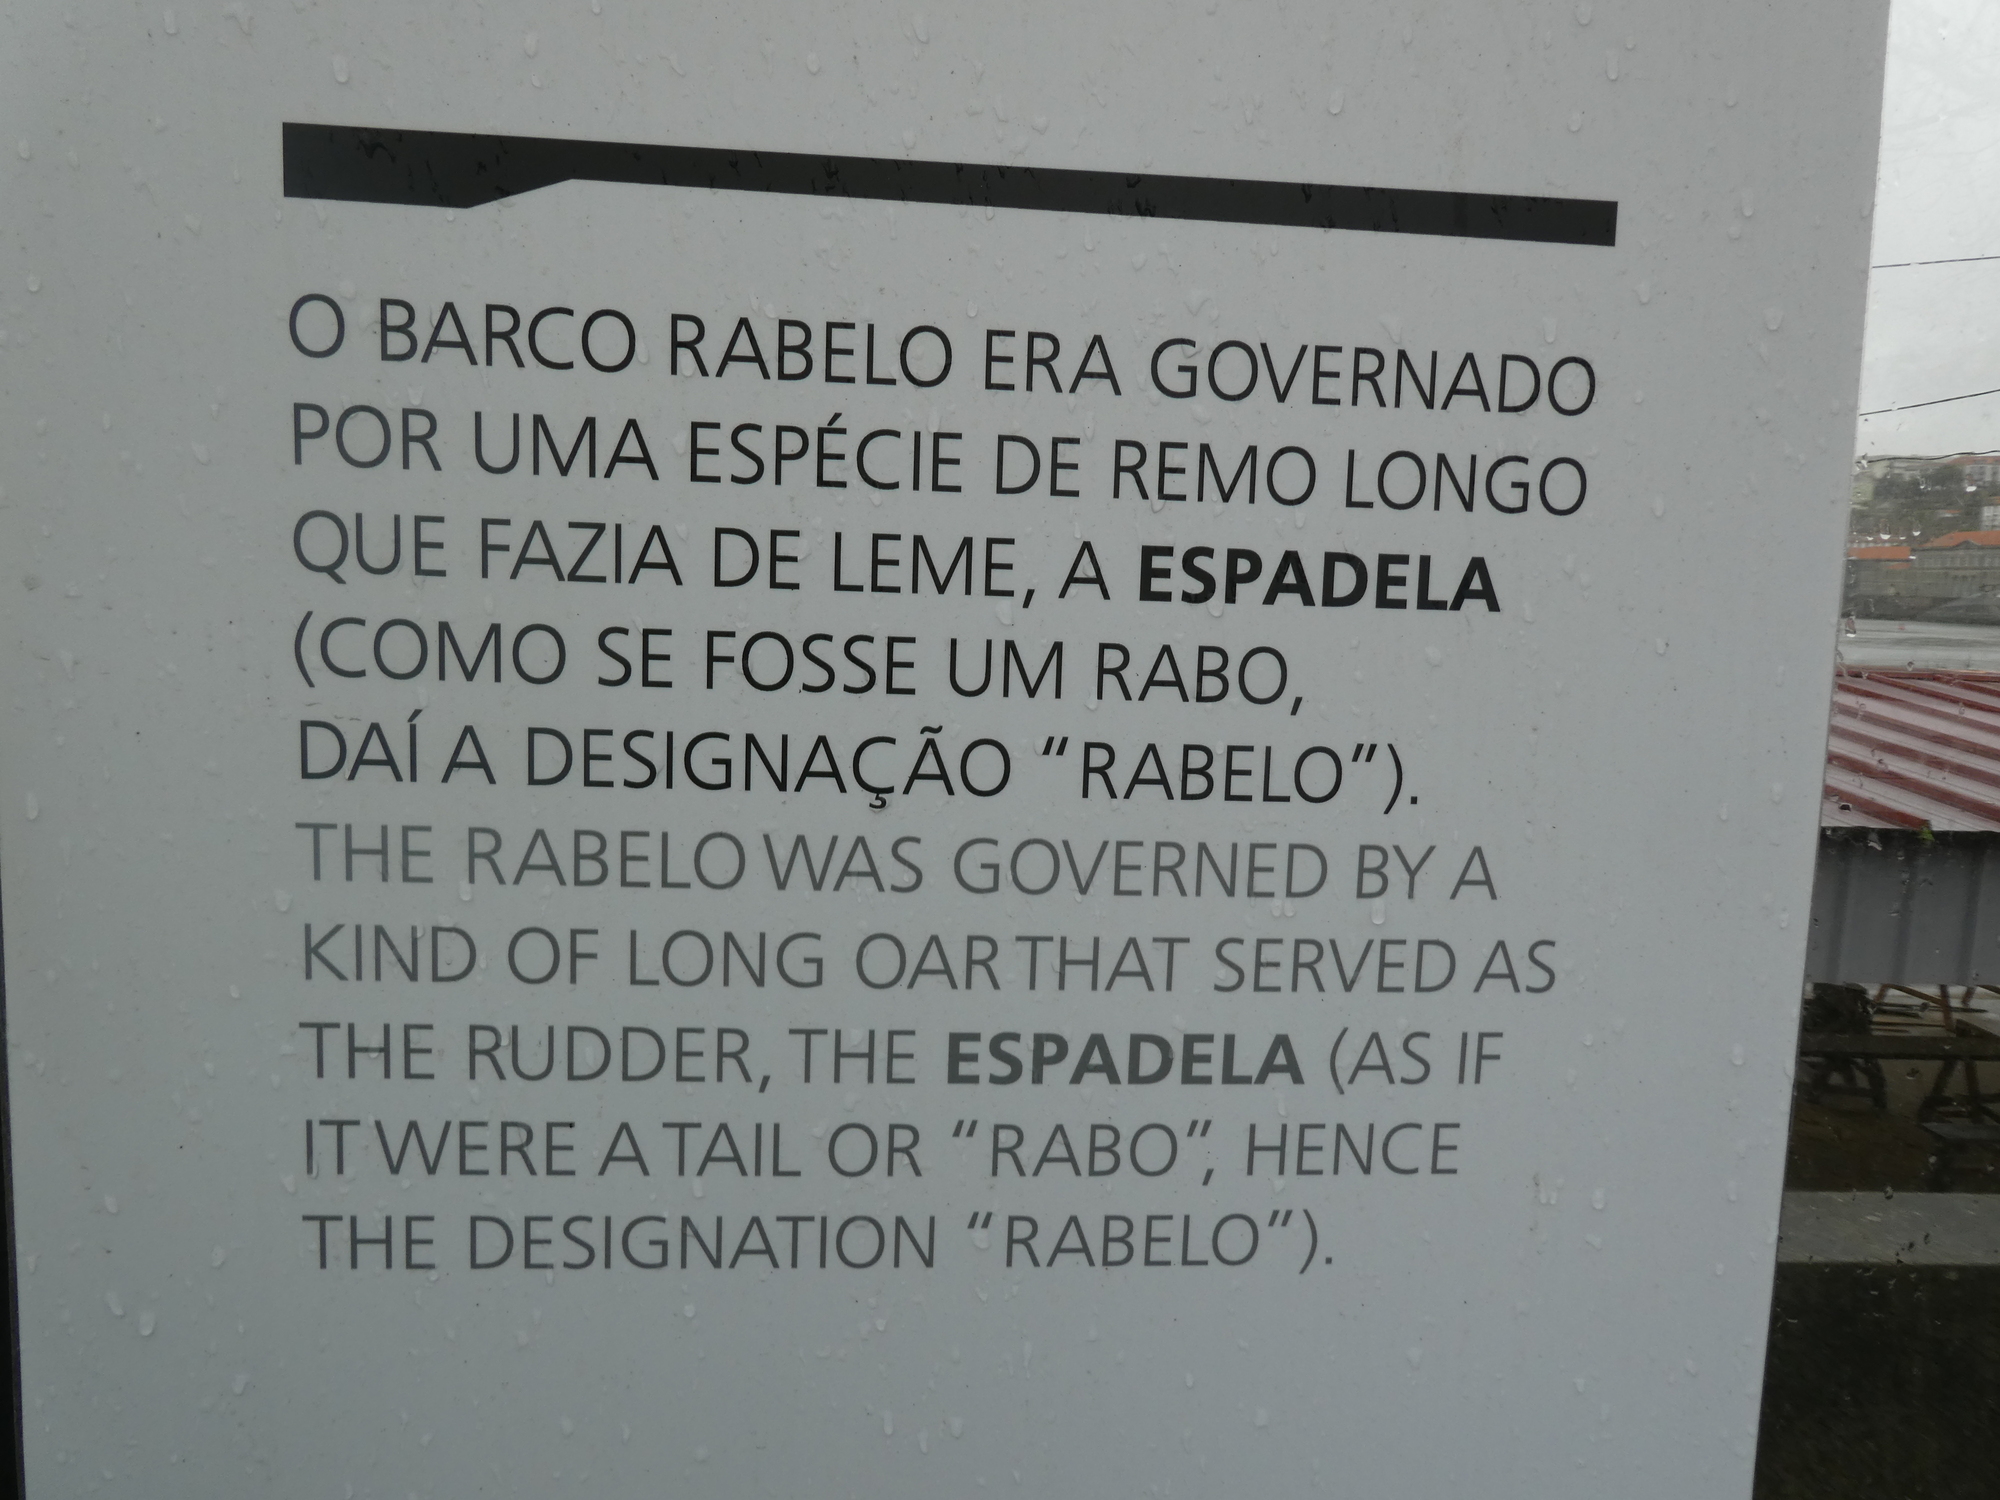 O BARCO RABELO ERA GOVERNADO
POR UMA ESPÉCIE DE REMO LONGO
QUE FAZIA DE LEME, A ESPADELA
(COMO SE FOSSE UM RABO,
DAÍ A DESIGNAÇÃO “RABELO”).
THE RABELO WAS GOVERNED BY A
KIND OF LONG OAR THAT SERVED AS
THE RUDDER, THE ESPADELA (AS IF
IT WERE A TAIL OR “RABO”, HENCE
THE DESIGNATION “RABELO”).